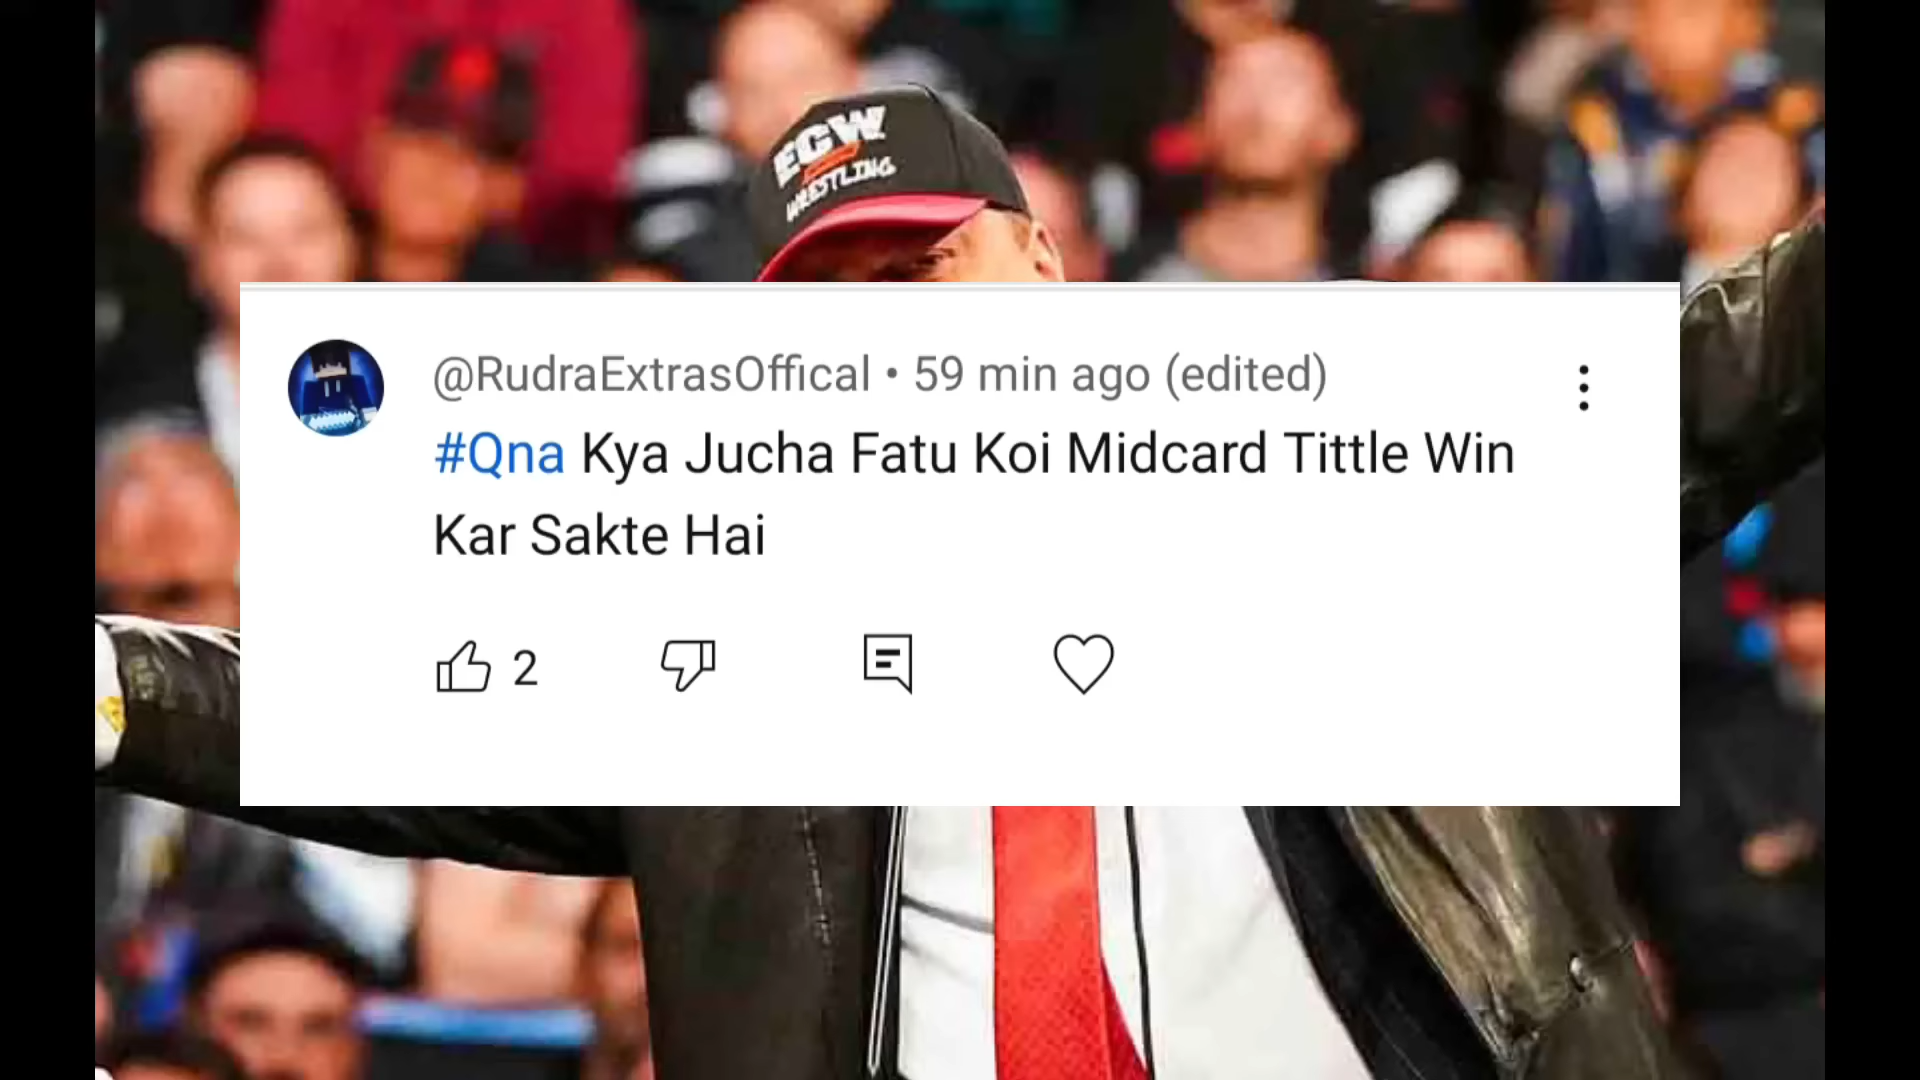 ECW
WRESTLING
@RudraExtrasOffical • 59 min ago (edited)
#Qna Kya Jucha Fatu Koi Midcard Tittle Win
Kar Sakte Hai
2